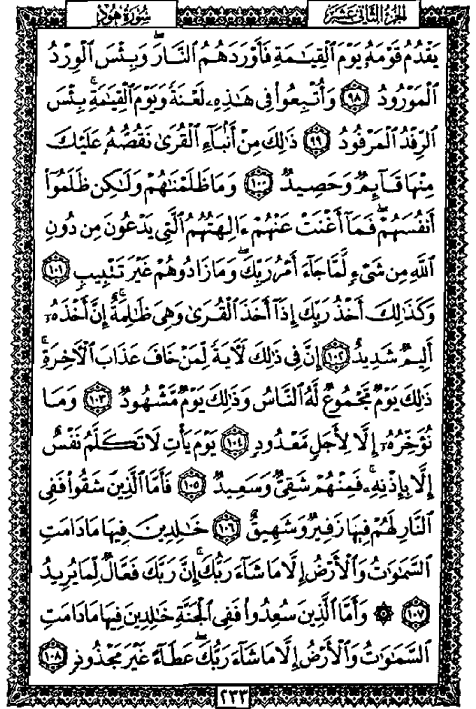 الجزء الثاني عشر
سورة هود
يَقْدُمُ قَوْمَهُۥ يَوْمَ ٱلْقِيَٰمَةِ فَأَوْرَدَهُمُ ٱلنَّارَ ۖ وَبِئْسَ ٱلْوِرْدُ
ٱلْمَوْرُودُ ٩٨ وَأُتْبِعُوا۟ فِى هَٰذِهِۦ لَعْنَةً وَيَوْمَ ٱلْقِيَٰمَةِ ۚ بِئْسَ
ٱلرِّفْدُ ٱلْمَرْفُودُ ٩٩ ذَٰلِكَ مِنْ أَنۢبَآءِ ٱلْقُرَىٰ نَقُصُّهُۥ عَلَيْكَ
مِنْهَا قَآئِمٌ وَحَصِيدٌ ١٠٠ وَمَا ظَلَمْنَٰهُمْ وَلَٰكِن ظَلَمُوٓا۟
أَنفُسَهُمْ ۖ فَمَآ أَغْنَتْ عَنْهُمْ ءَالِهَتُهُمُ ٱلَّتِى يَدْعُونَ مِن دُونِ
ٱللَّهِ مِن شَىْءٍ لَّمَّا جَآءَ أَمْرُ رَبِّكَ ۖ وَمَا زَادُوهُمْ غَيْرَ تَتْبِيبٍ ١٠١
وَكَذَٰلِكَ أَخْذُ رَبِّكَ إِذَآ أَخَذَ ٱلْقُرَىٰ وَهِىَ ظَٰلِمَةٌ ۚ إِنَّ أَخْذَهُۥٓ
أَلِيمٌ شَدِيدٌ ١٠٢ إِنَّ فِى ذَٰلِكَ لَءَايَةً لِّمَنْ خَافَ عَذَابَ ٱلْءَاخِرَةِ ۚ
ذَٰلِكَ يَوْمٌ مَّجْمُوعٌ لَّهُ ٱلنَّاسُ وَذَٰلِكَ يَوْمٌ مَّشْهُودٌ ١٠٣ وَمَا
نُؤَخِّرُهُۥٓ إِلَّا لِأَجَلٍ مَّعْدُودٍ ١٠٤ يَوْمَ يَأْتِ لَا تَكَلَّمُ نَفْسٌ
إِلَّا بِإِذْنِهِۦ ۚ فَمِنْهُمْ شَقِىٌّ وَسَعِيدٌ ١٠٥ فَأَمَّا ٱلَّذِينَ شَقُوا۟ فَفِى
ٱلنَّارِ لَهُمْ فِيهَا زَفِيرٌ وَشَهِيقٌ ١٠٦ خَٰلِدِينَ فِيهَا مَا دَامَتِ
ٱلسَّمَٰوَٰتُ وَٱلْأَرْضُ إِلَّا مَا شَآءَ رَبُّكَ ۚ إِنَّ رَبَّكَ فَعَّالٌ لِّمَا يُرِيدُ
١٠٧ ۞ وَأَمَّا ٱلَّذِينَ سُعِدُوا۟ فَفِى ٱلْجَنَّةِ خَٰلِدِينَ فِيهَا مَا دَامَتِ
ٱلسَّمَٰوَٰتُ وَٱلْأَرْضُ إِلَّا مَا شَآءَ رَبُّكَ ۖ عَطَآءً غَيْرَ مَجْذُوذٍ ١٠٨
٢٣٣